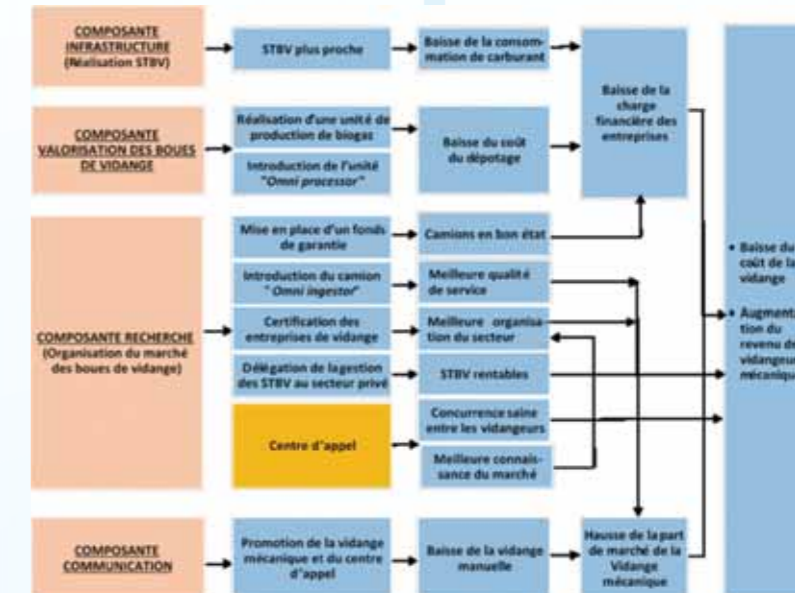 COMPOSANTE
INFRASTRUCTURE
(Réalisation STBV)
STBV plus proche
Baisse de la consom-
mation de carburant
Baisse de la
charge
financière des
entreprises
COMPOSANTE
VALORISATION DES BOUES
DE VIDANGE
Réalisation d'une unité de
production de biogas
Introduction de l'unité
"Omni processor"
Baisse du coût
du dépotage
COMPOSANTE RECHERCHE
(Organisation du marché
des boues de vidange)
Mise en place d'un fonds
de garantie
Camions en bon état
Introduction du camion
" Omni ingestor"
Meilleure qualité
de service
Certification des
entreprises de vidange
Meilleure organisa-
tion du secteur
Délégation de la gestion
des STBV au secteur privé
STBV rentables
Centre d'appel
Concurrence saine
entre les vidangeurs
Meilleure connais-
sance du marché
COMPOSANTE
COMMUNICATION
Promotion de la vidange
mécanique et du centre
d'appel
Baisse de la vidange
manuelle
Hausse de la part
de marché de la
Vidange
mécanique
• Baisse du
coût de la
vidange
• Augmenta
tion du
revenu de
vidangeur
mécaniqu